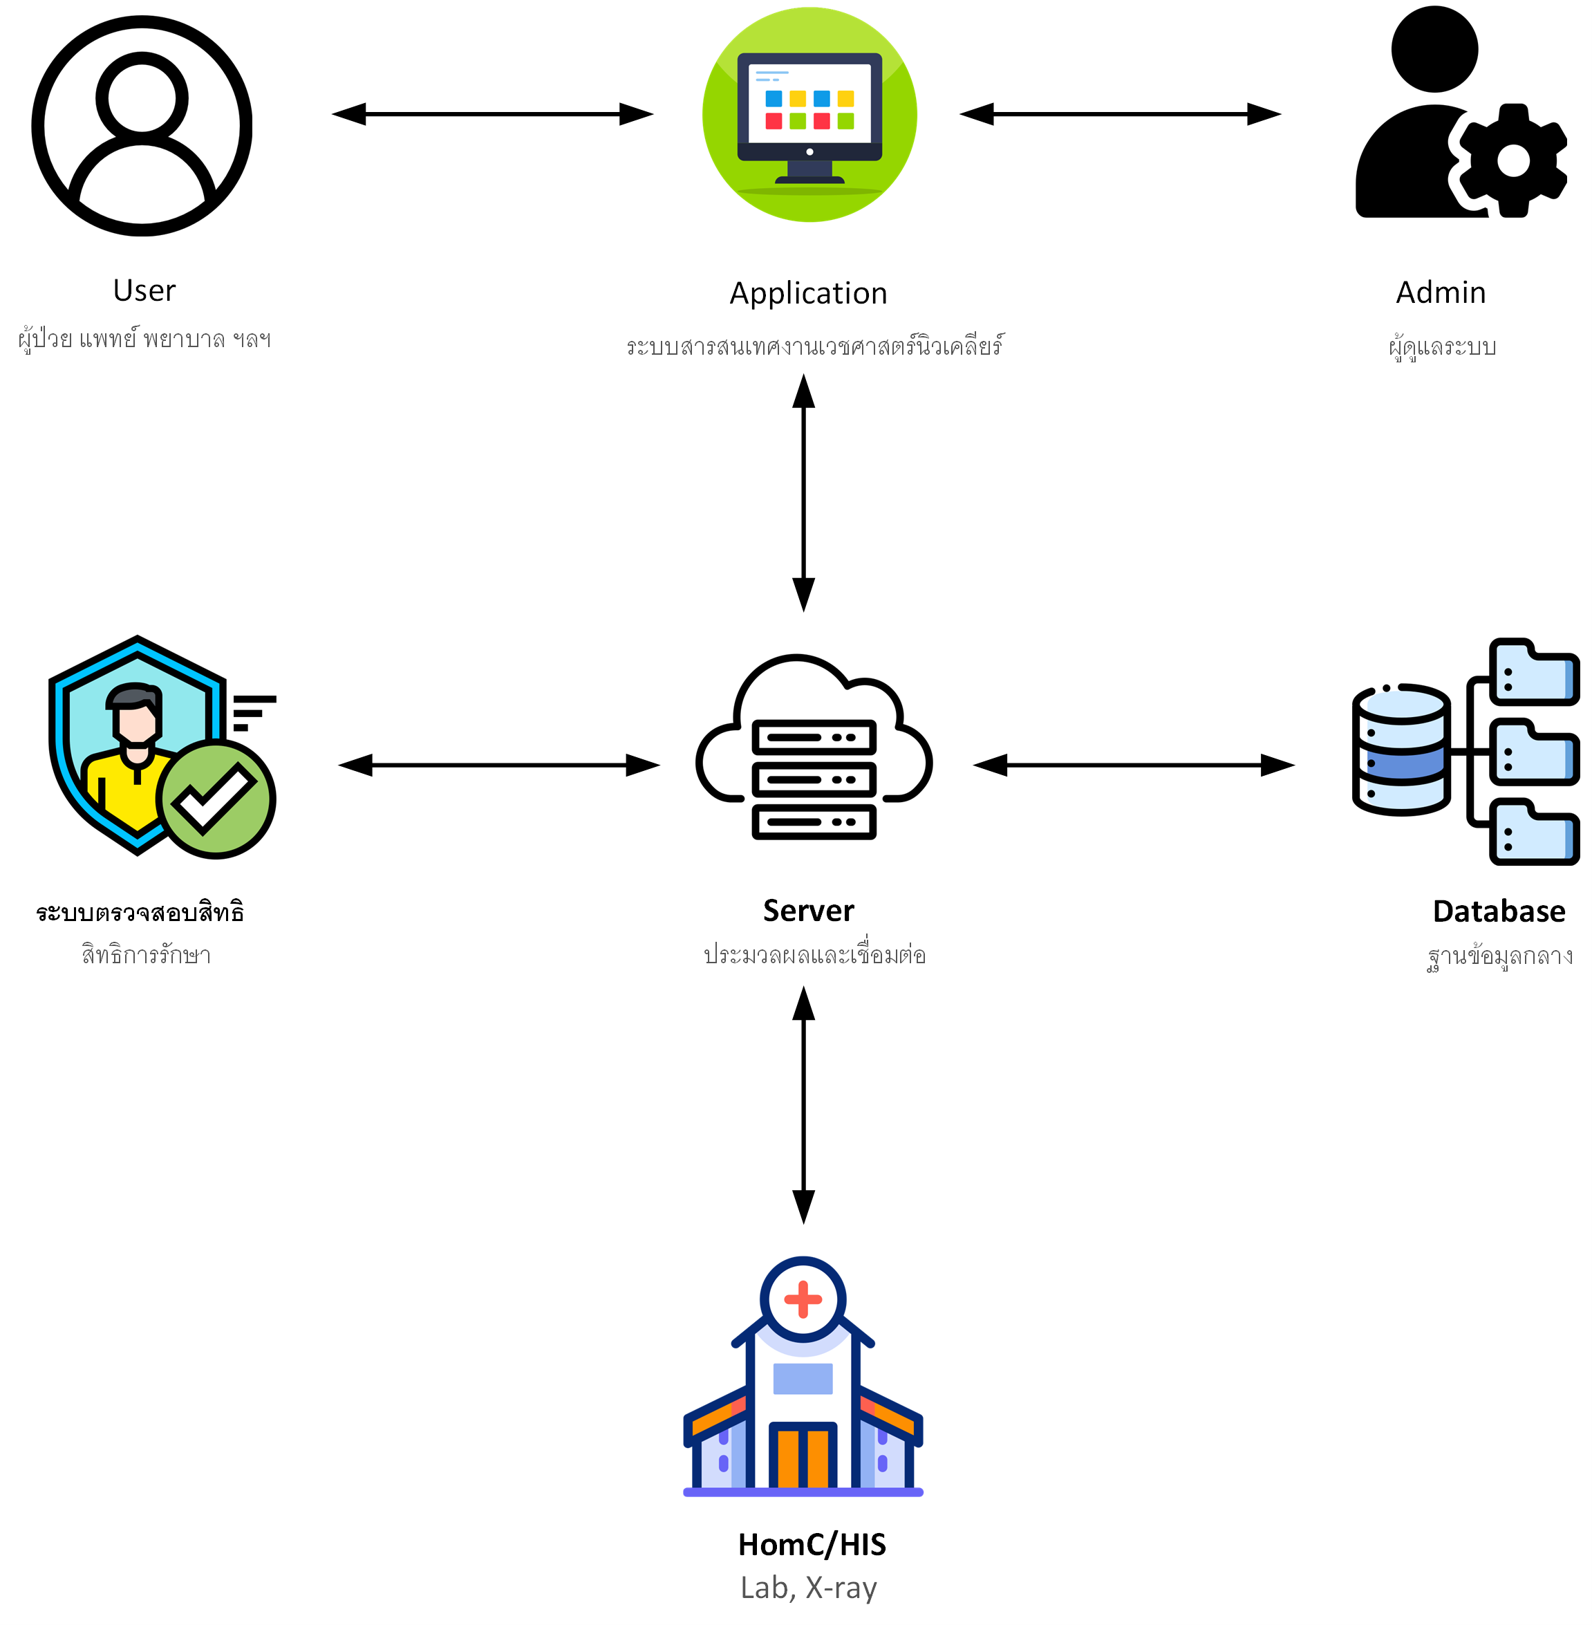 User
ผู้ป่วย แพทย์ พยาบาล ฯลฯ
Application
ระบบสารสนเทศงานเวชศาสตร์นิวเคลียร์
Admin
ผู้ดูแลระบบ
ระบบตรวจสอบสิทธิ
สิทธิการรักษา
Server
ประมวลผลและเชื่อมต่อ
Database
ฐานข้อมูลกลาง
HomC/HIS
Lab, X-ray